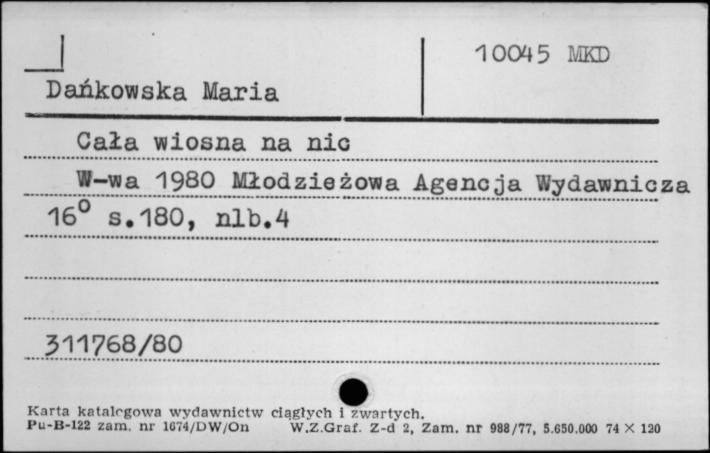 10045 MKD
Dańkowska Maria
Cała wiosna na nic
W-wa 1980 Młodzieżowa Agencja Wydawnicza
16⁰ s.180, nlb.4
311768/80
Karta katalogowa wydawnictw ciągłych i zwartych.
Pu-B-122 zam. nr 1674/DW/On W.Z.Graf. Z-d 2, Zam. nr 988/77, 5.650.000 74 × 120